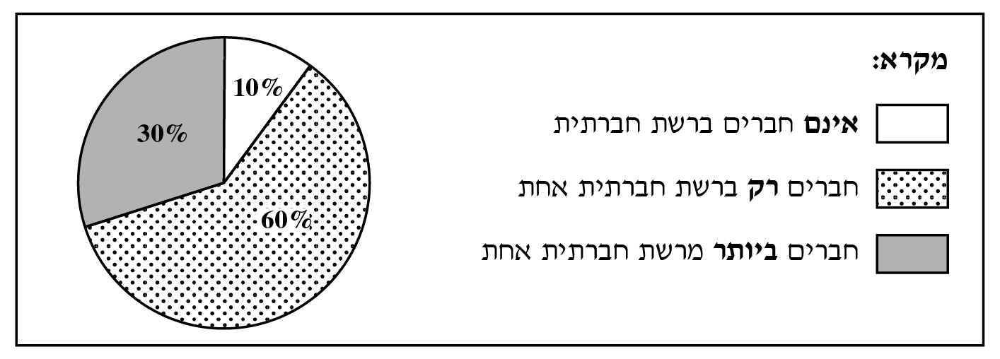 מקרא:
אינם חברים ברשת חברתית
חברים רק ברשת חברתית אחת
חברים ביותר מרשת חברתית אחת
10%
30%
60%